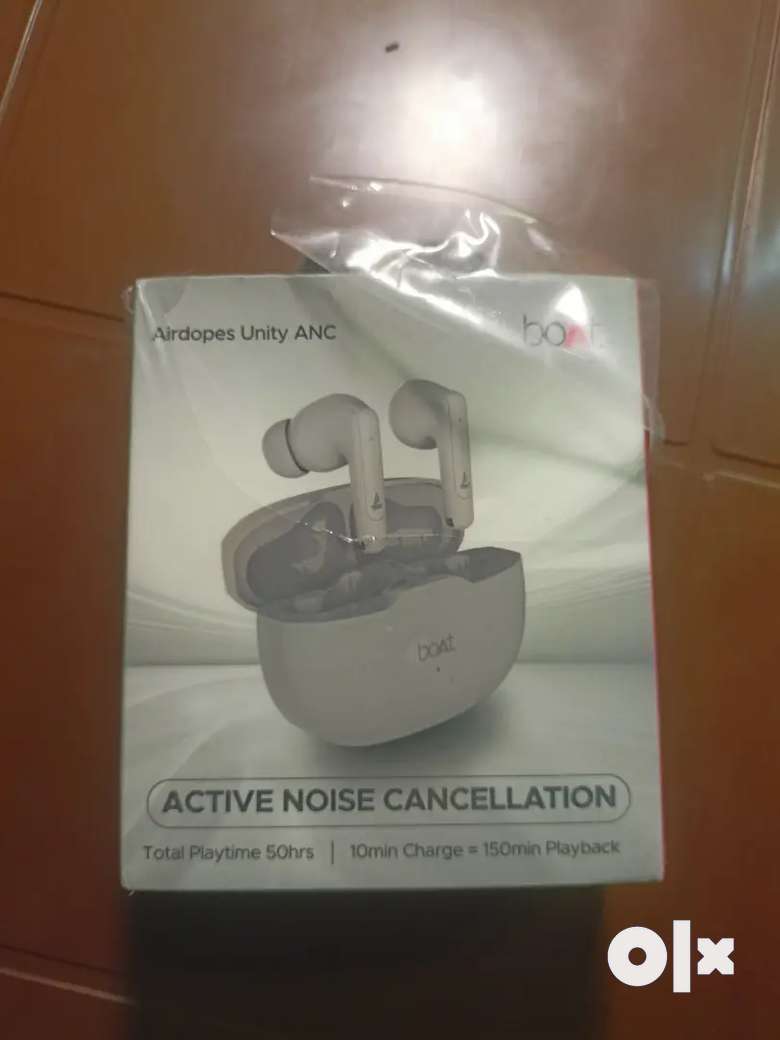 Airdopes Unity ANC
boAt
boAt
ACTIVE NOISE CANCELLATION
Total Playtime 50hrs | 10min Charge = 150min Playback
olx